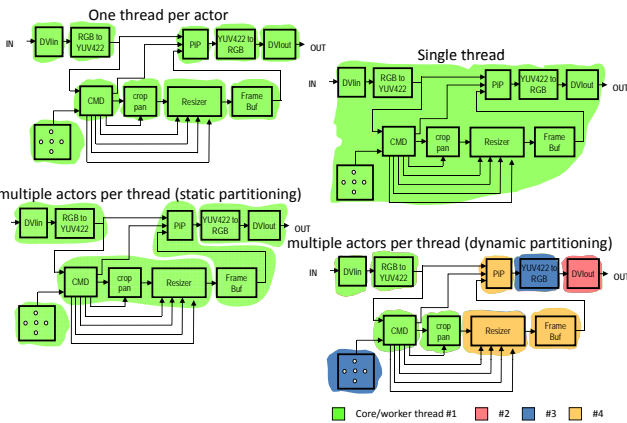 One thread per actor
IN
DVIin
RGB to
YUV422
PiP
YUV422 to
RGB
DVIout
OUT
CMD
crop
pan
Resizer
Frame
Buf
Single thread
IN
DVIin
RGB to
YUV422
PiP
YUV422 to
RGB
DVIout
OUT
CMD
crop
pan
Resizer
Frame
Buf
multiple actors per thread (static partitioning)
IN
DVIin
RGB to
YUV422
PiP
YUV422 to
RGB
DVIout
OUT
CMD
crop
pan
Resizer
Frame
Buf
multiple actors per thread (dynamic partitioning)
IN
DVIin
RGB to
YUV422
PiP
YUV422 to
RGB
DVIout
OUT
CMD
crop
pan
Resizer
Frame
Buf
Core/worker thread #1
#2
#3
#4